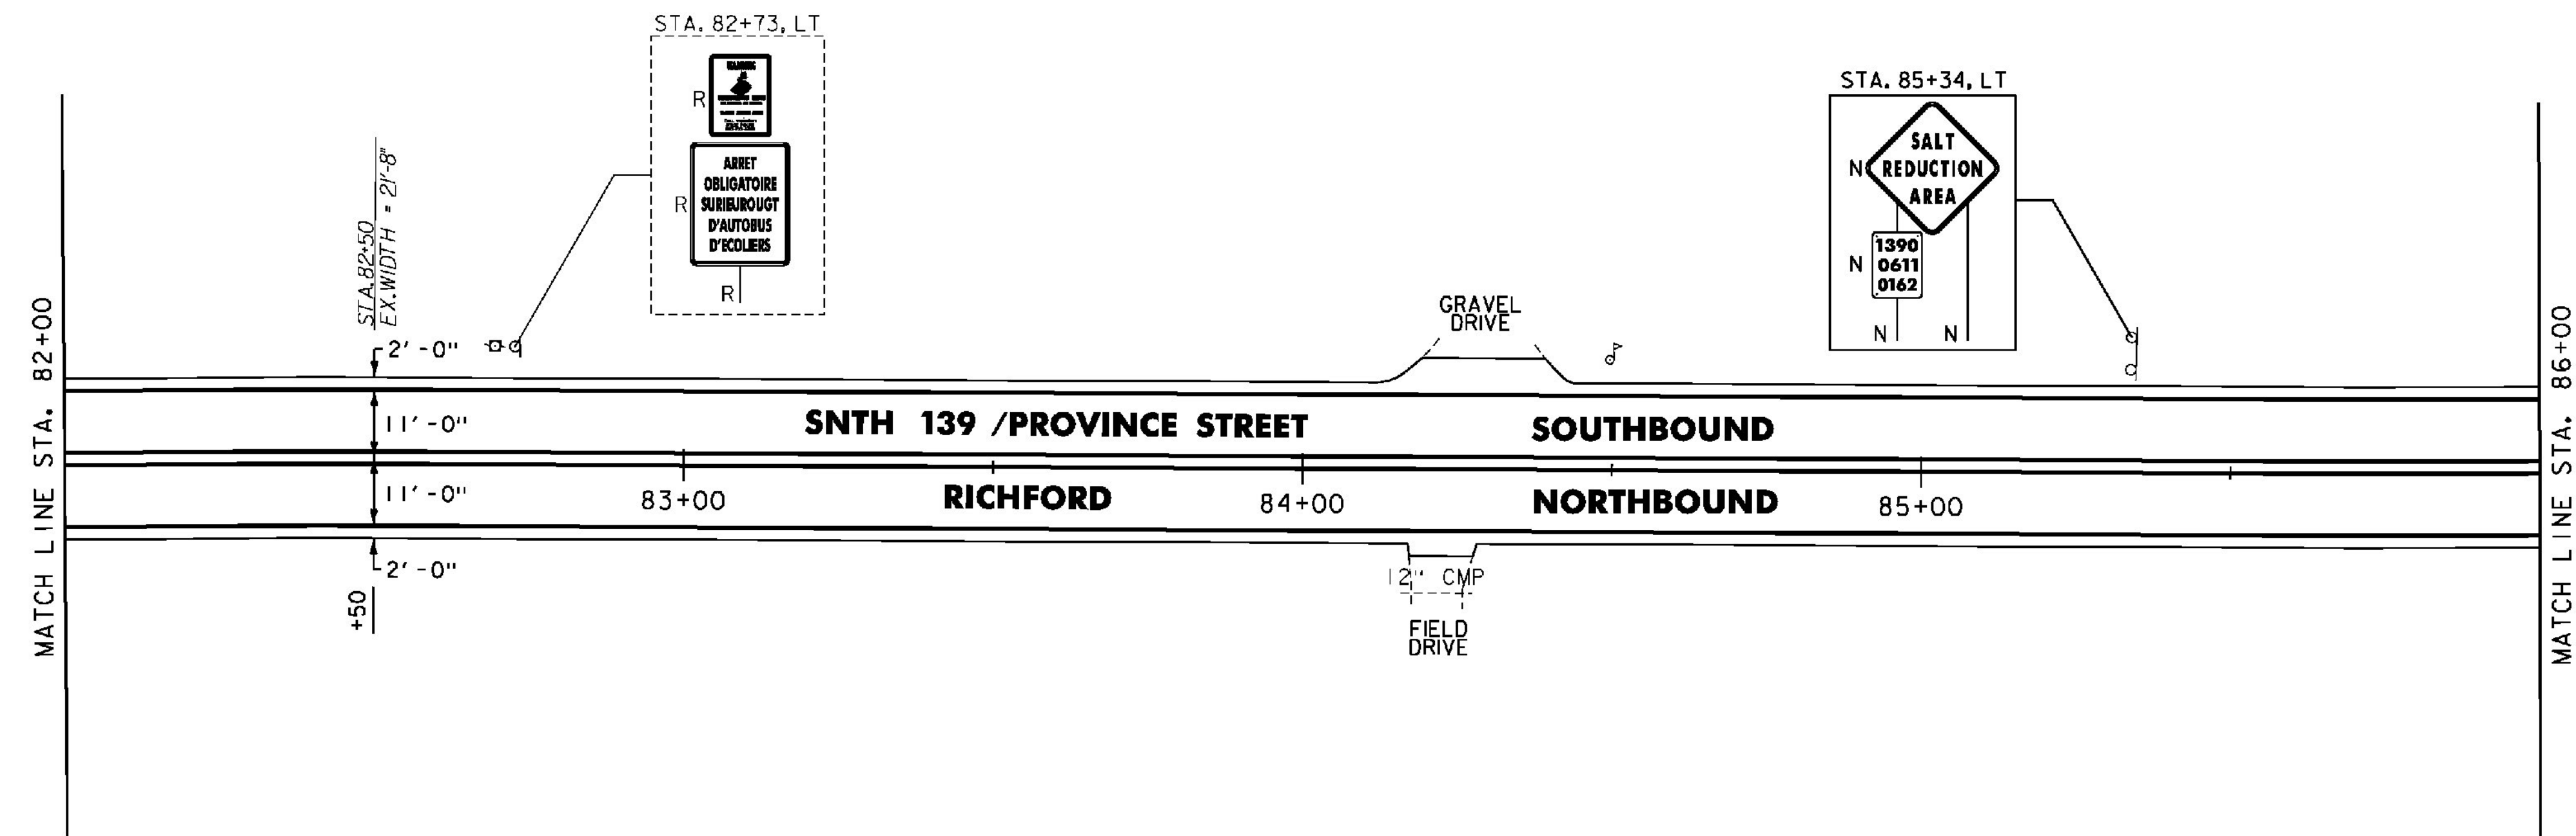 STA. 82+73, LT
WARNING
R
ARRET
OBLIGATOIRE
SURIEUROUGT
D'AUTOBUS
D'ECOLIERS
R
R
STA. 85+34, LT
SALT
REDUCTION
AREA
N
1390
0611
0162
N
N
N
STA. 82+50
EX. WIDTH = 21'-8"
2'-0"
11'-0"
11'-0"
2'-0"
+50
GRAVEL
DRIVE
MATCH LINE STA. 82+00
SNTH 139 /PROVINCE STREET
SOUTHBOUND
83+00
RICHFORD
84+00
NORTHBOUND
85+00
12" CMP
FIELD
DRIVE
MATCH LINE STA. 86+00